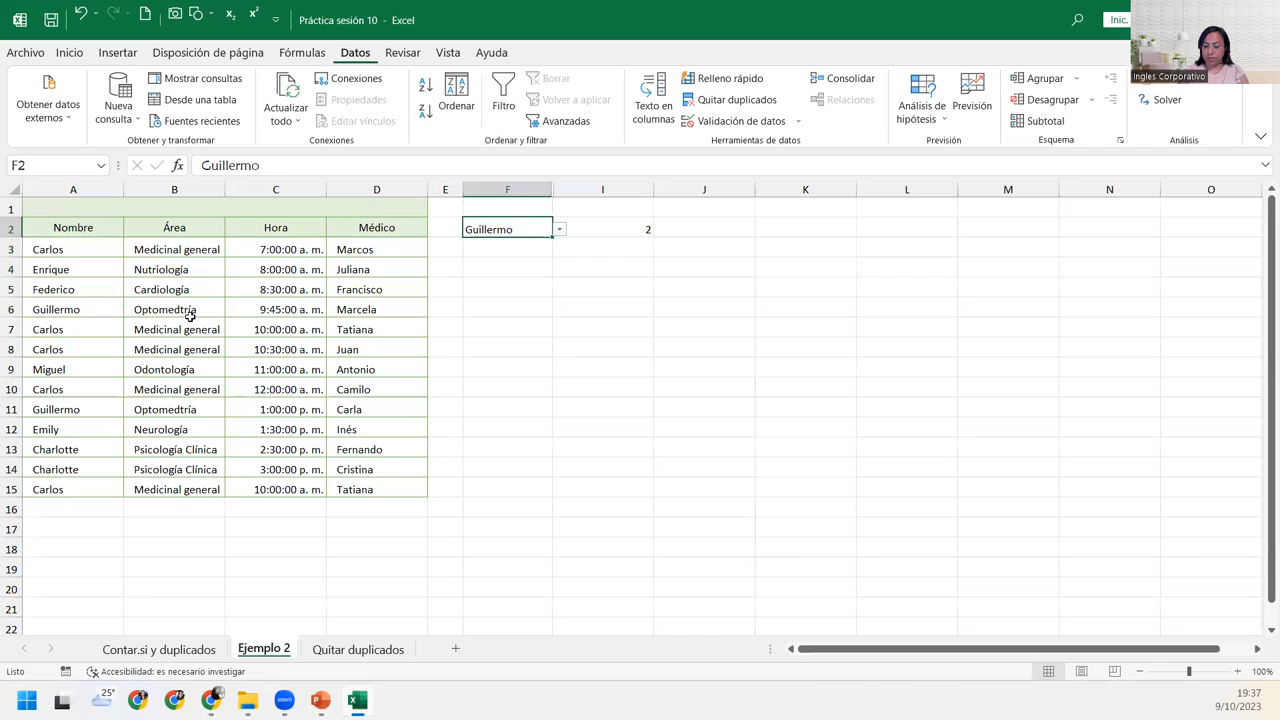 Práctica sesión 10 - Excel
Inic.
Archivo Inicio Insertar Disposición de página Fórmulas Datos Revisar Vista Ayuda
Ingles Corporativo
Obtener datos externos
Nueva consulta
Mostrar consultas
Desde una tabla
Fuentes recientes
Obtener y transformar
Actualizar todo
Conexiones
Propiedades
Editar vínculos
Conexiones
Ordenar
Filtro
Borrar
Volver a aplicar
Avanzadas
Ordenar y filtrar
Texto en columnas
Relleno rápido
Quitar duplicados
Validación de datos
Consolidar
Relaciones
Herramientas de datos
Análisis de hipótesis
Previsión
Previsión
Agrupar
Desagrupar
Subtotal
Esquema
Solver
Análisis
F2 fx Guillermo
A B C D E F I J K L M N O
1
2 Nombre Área Hora Médico Guillermo 2
3 Carlos Medicinal general 7:00:00 a. m. Marcos
4 Enrique Nutriología 8:00:00 a. m. Juliana
5 Federico Cardiología 8:30:00 a. m. Francisco
6 Guillermo Optomedtría 9:45:00 a. m. Marcela
7 Carlos Medicinal general 10:00:00 a. m. Tatiana
8 Carlos Medicinal general 10:30:00 a. m. Juan
9 Miguel Odontología 11:00:00 a. m. Antonio
10 Carlos Medicinal general 12:00:00 a. m. Camilo
11 Guillermo Optomedtría 1:00:00 p. m. Carla
12 Emily Neurología 1:30:00 p. m. Inés
13 Charlotte Psicología Clínica 2:30:00 p. m. Fernando
14 Charlotte Psicología Clínica 3:00:00 p. m. Cristina
15 Carlos Medicinal general 10:00:00 a. m. Tatiana
16
17
18
19
20
21
22
Contar.si y duplicados Ejemplo 2 Quitar duplicados
Listo Accesibilidad: es necesario investigar 100%
25°
19:37
9/10/2023